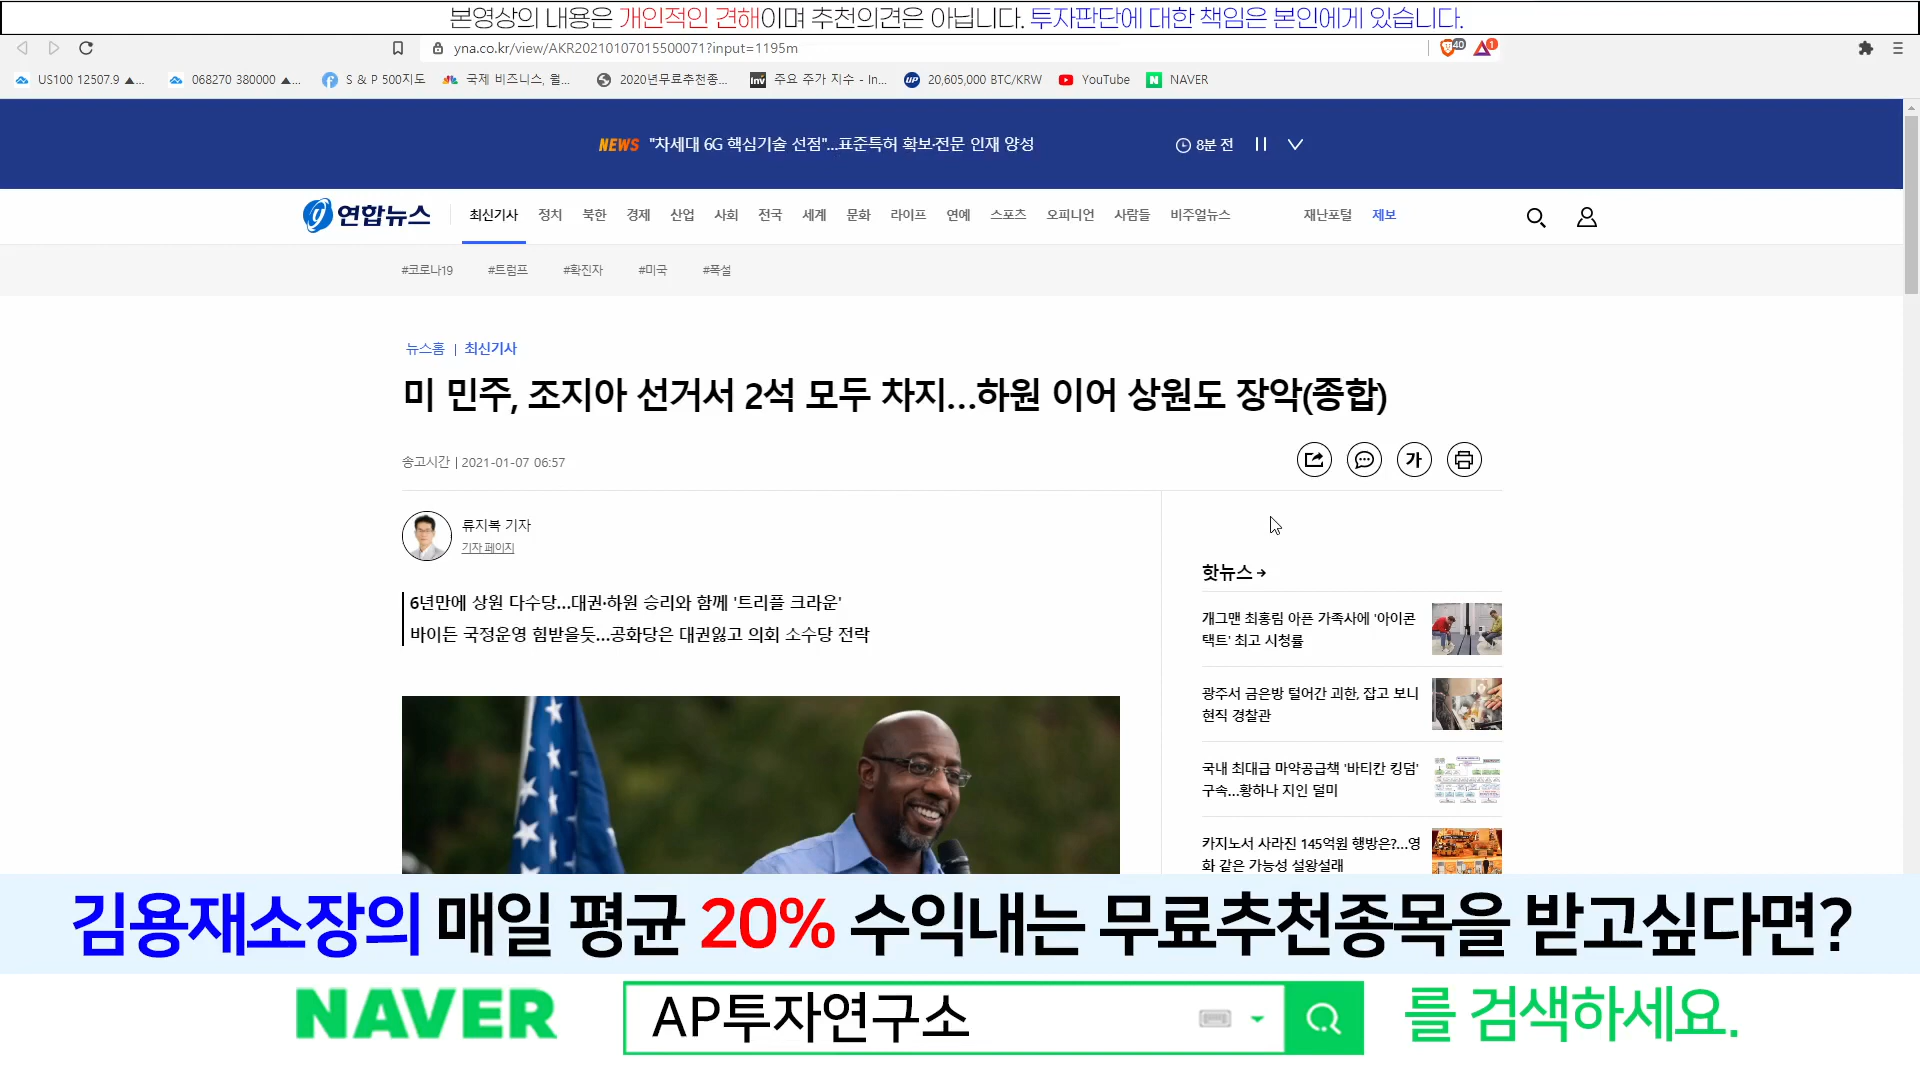 본영상의 내용은 개인적인 견해이며 추천의견은 아닙니다. 투자판단에 대한 책임은 본인에게 있습니다.
yna.co.kr/view/AKR20210107015500071?input=1195m
40
1
US100 12507.9 ▲...
068270 380000 ▲...
S & P 500지도
국제 비즈니스, 월...
2020년무료추천종...
Inv 주요 주가 지수 - In...
UP 20,605,000 BTC/KRW
YouTube
N NAVER
NEWS "차세대 6G 핵심기술 선점"...표준특허 확보·전문 인재 양성
8분 전
연합뉴스
최신기사 정치 북한 경제 산업 사회 전국 세계 문화 라이프 연예 스포츠 오피니언 사람들 비주얼뉴스 재난포털 제보
#코로나19 #트럼프 #확진자 #미국 #폭설
뉴스홈 | 최신기사
미 민주, 조지아 선거서 2석 모두 차지...하원 이어 상원도 장악(종합)
송고시간 | 2021-01-07 06:57
가
류지복 기자
기자 페이지
6년만에 상원 다수당...대권·하원 승리와 함께 '트리플 크라운'
바이든 국정운영 힘받을듯...공화당은 대권잃고 의회 소수당 전락
핫뉴스
개그맨 최홍림 아픈 가족사에 '아이콘
택트' 최고 시청률
광주서 금은방 털어간 괴한, 잡고 보니
현직 경찰관
국내 최대급 마약공급책 '바티칸 킹덤'
구속...황하나 지인 덜미
카지노서 사라진 145억원 행방은?...영
화 같은 가능성 설왕설래
김용재소장의 매일 평균 20% 수익내는 무료추천종목을 받고싶다면?
NAVER AP투자연구소 를 검색하세요.